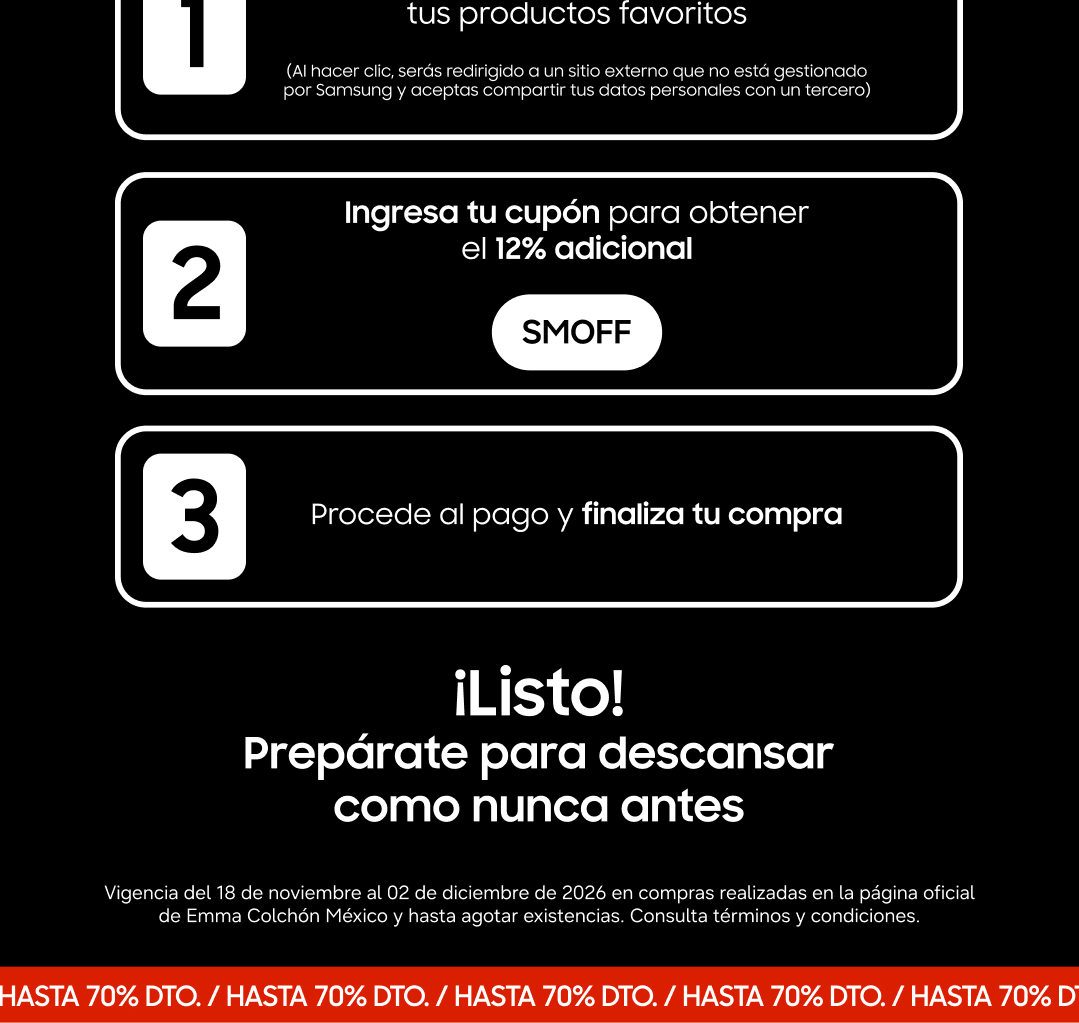 1
tus productos favoritos
(Al hacer clic, serás redirigido a un sitio externo que no está gestionado
por Samsung y aceptas compartir tus datos personales con un tercero)
2
Ingresa tu cupón para obtener
el 12% adicional
SMOFF
3
Procede al pago y finaliza tu compra
¡Listo!
Prepárate para descansar
como nunca antes
Vigencia del 18 de noviembre al 02 de diciembre de 2026 en compras realizadas en la página oficial
de Emma Colchón México y hasta agotar existencias. Consulta términos y condiciones.
HASTA 70% DTO. / HASTA 70% DTO. / HASTA 70% DTO. / HASTA 70% DTO. / HASTA 70% DT